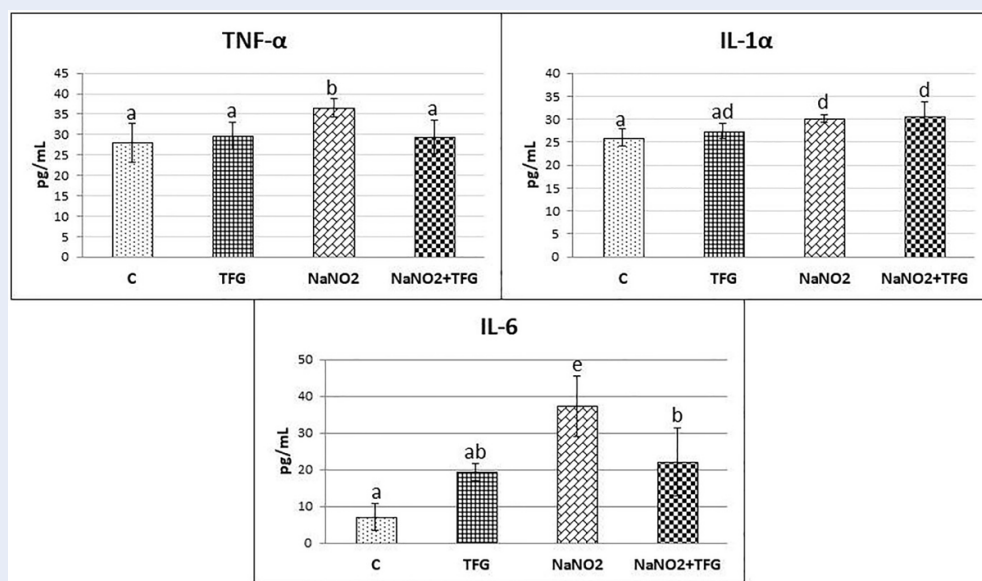 TNF-α
45
40
35
30
25
20
15
10
5
0
pg/mL
a
a
b
a
C TFG NaNO2 NaNO2+TFG
IL-1α
40
35
30
25
20
15
10
5
0
pg/mL
a
ad
d
d
C TFG NaNO2 NaNO2+TFG
IL-6
50
40
30
20
10
0
pg/mL
a
ab
e
b
C TFG NaNO2 NaNO2+TFG